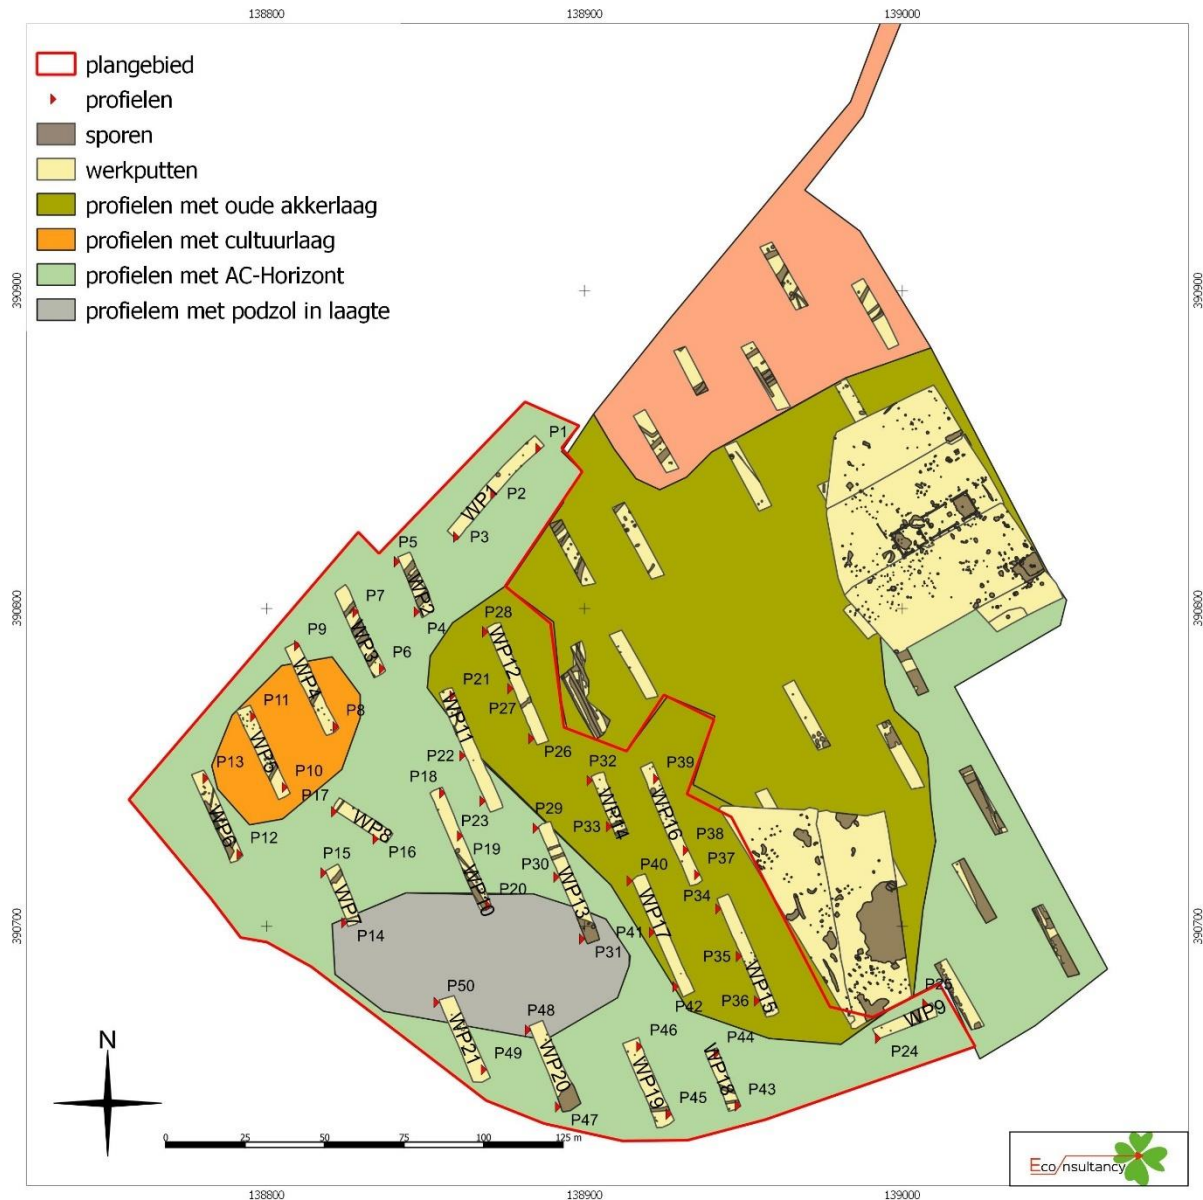 138800 138900 139000
plangebied
profielen
sporen
werkputten
profielen met oude akkerlaag
profielen met cultuurlaag
profielen met AC-Horizont
profielem met podzol in laagte
390900 390900
P1
WP1 P2
P3
P5
WP2
P4
390800 390800
P7
WP3
P6
P28
WP12
P27
P26
P9
WP4
P8
P21
WP11
P22
P23
P11
WP5
P10
P13
WP6
P12
P17
WP8
P16
P18
P19
WP10
P20
P32
WP14
P33
P39
WP16
P38
P37
P29
P30
WP13
P31
P15
WP7
P14
P40
WP17
P41
P42
P34
P35
WP15
P36
390700 390700
P25
WP9
P24
P50
WP21
P49
P48
WP20
P47
P46
WP19
P45
P44
WP18
P43
N
0 25 50 75 100 125 m
Econsultancy
138800 138900 139000